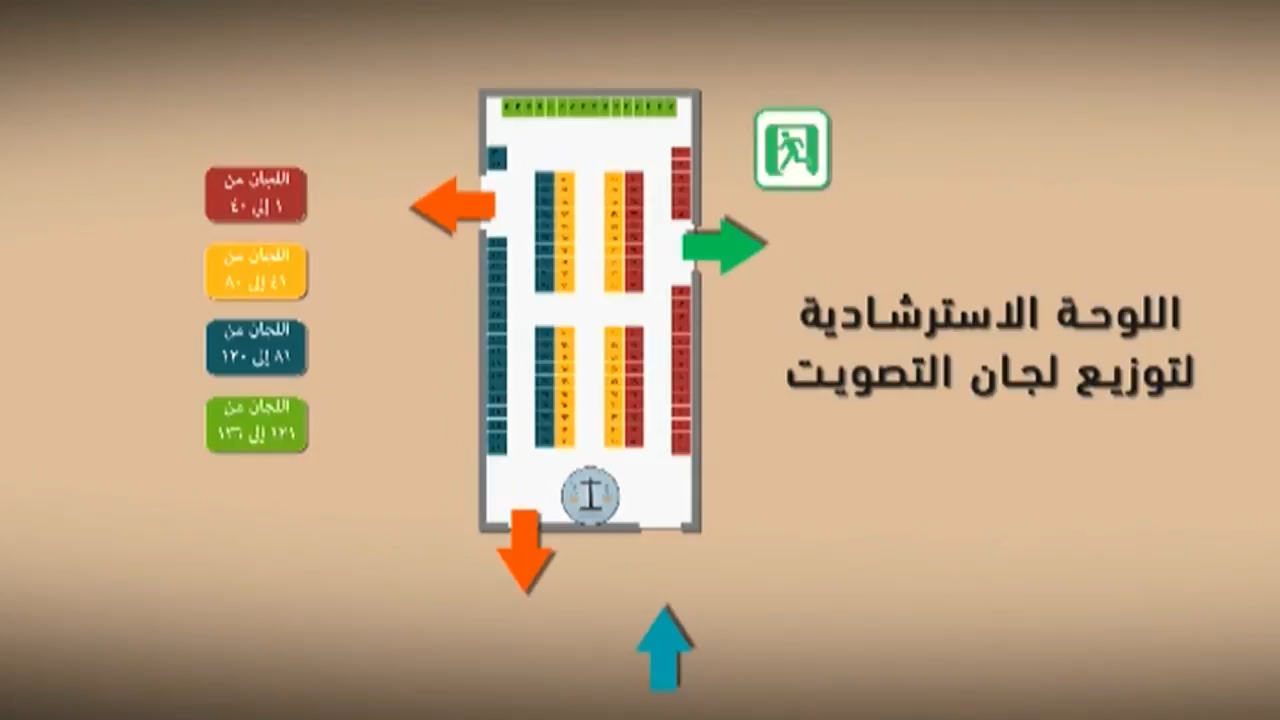 اللوحة الاسترشادية
لتوزيع لجان التصويت
اللجان من
١ إلى ٤٠
اللجان من
٤١ إلى ٨٠
اللجان من
٨١ إلى ١٢٠
اللجان من
١٢١ إلى ١٣٦